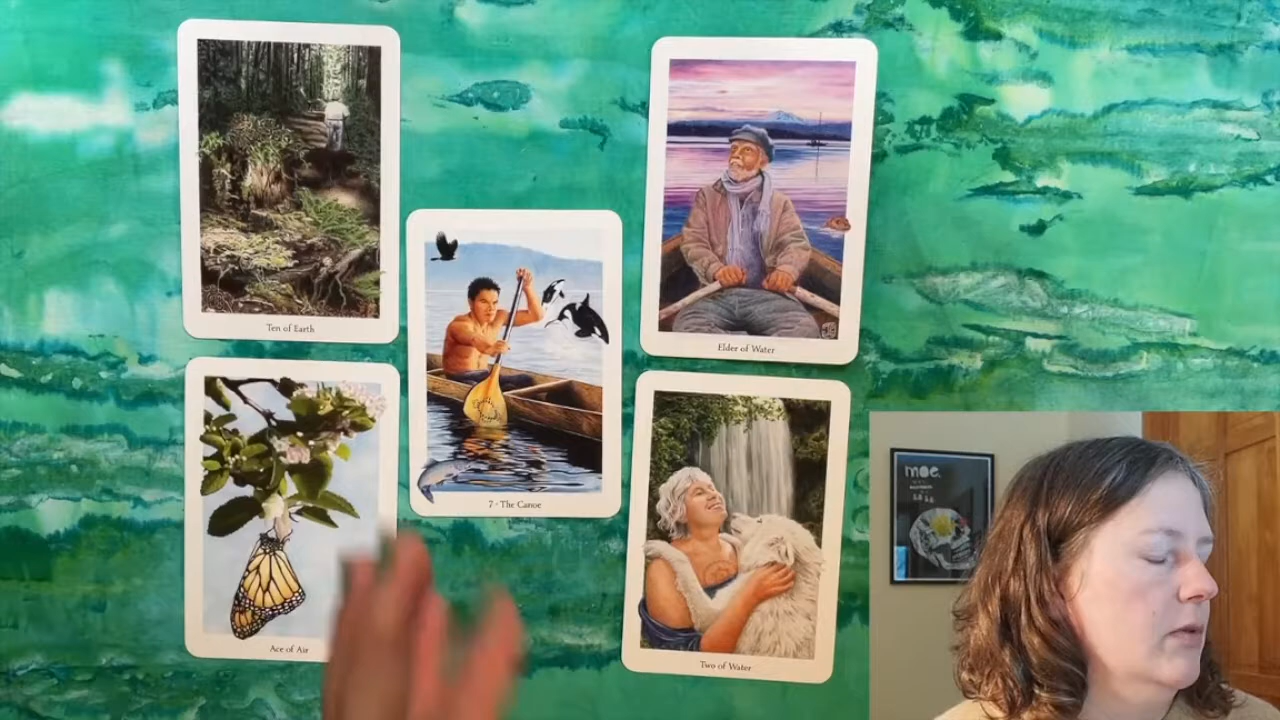 Ten of Earth
Elder of Water
7 - The Canoe
Ace of Air
Two of Water
moe.